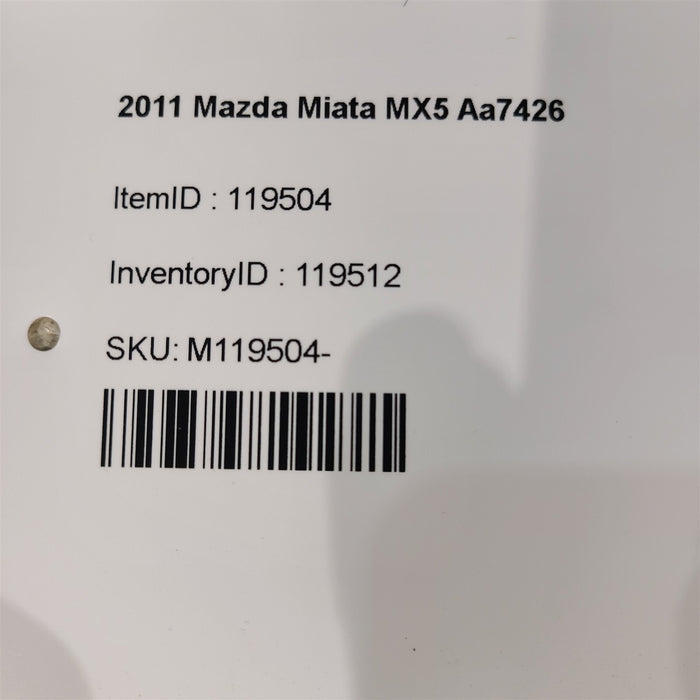 2011 Mazda Miata MX5 Aa7426
ItemID : 119504
InventoryID : 119512
SKU: M119504-